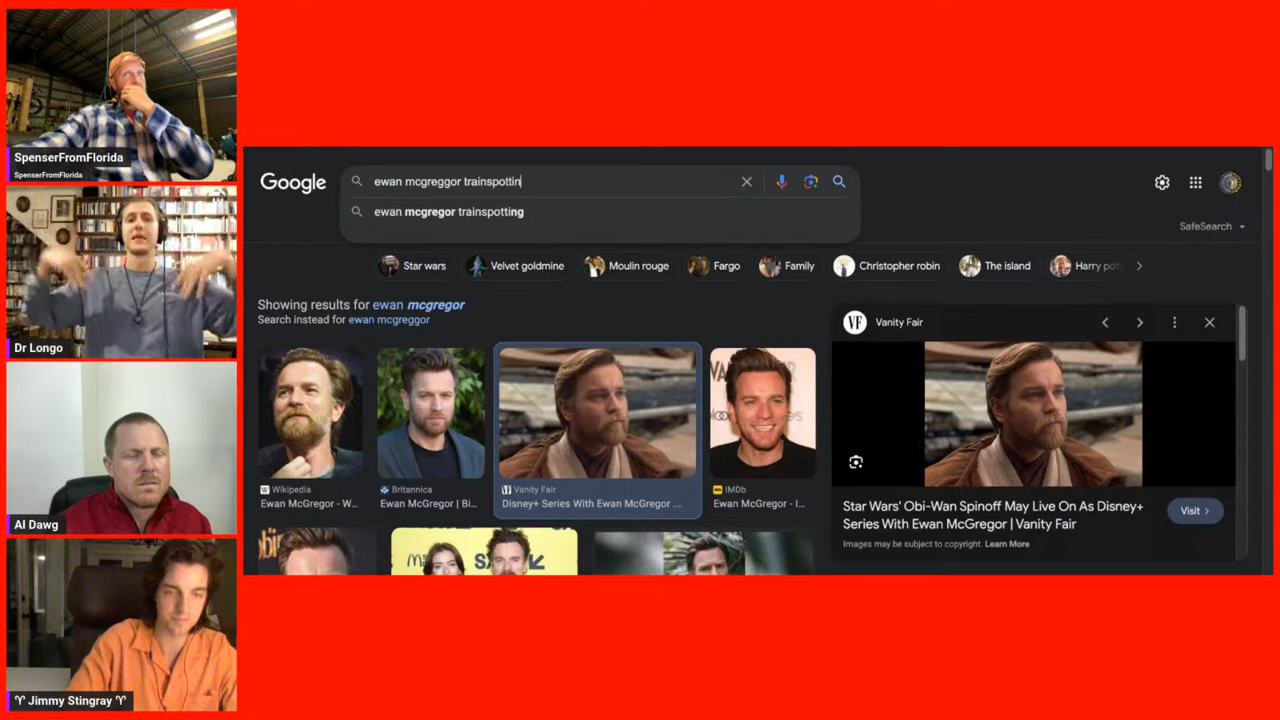 SpenserFromFlorida
SpenserFromFlorida
Dr Longo
Al Dawg
♈ Jimmy Stingray ♈
Google
ewan mcgreggor trainspottin
ewan mcgregor trainspotting
SafeSearch
Star wars
Velvet goldmine
Moulin rouge
Fargo
Family
Christopher robin
The island
Harry pot
Showing results for ewan mcgregor
Search instead for ewan mcgreggor
Wikipedia
Ewan McGregor - W...
Britannica
Ewan McGregor | Bi...
Vanity Fair
Disney+ Series With Ewan McGregor ...
IMDb
Ewan McGregor - I...
VF Vanity Fair
Star Wars' Obi-Wan Spinoff May Live On As Disney+
Series With Ewan McGregor | Vanity Fair
Visit
Images may be subject to copyright. Learn More